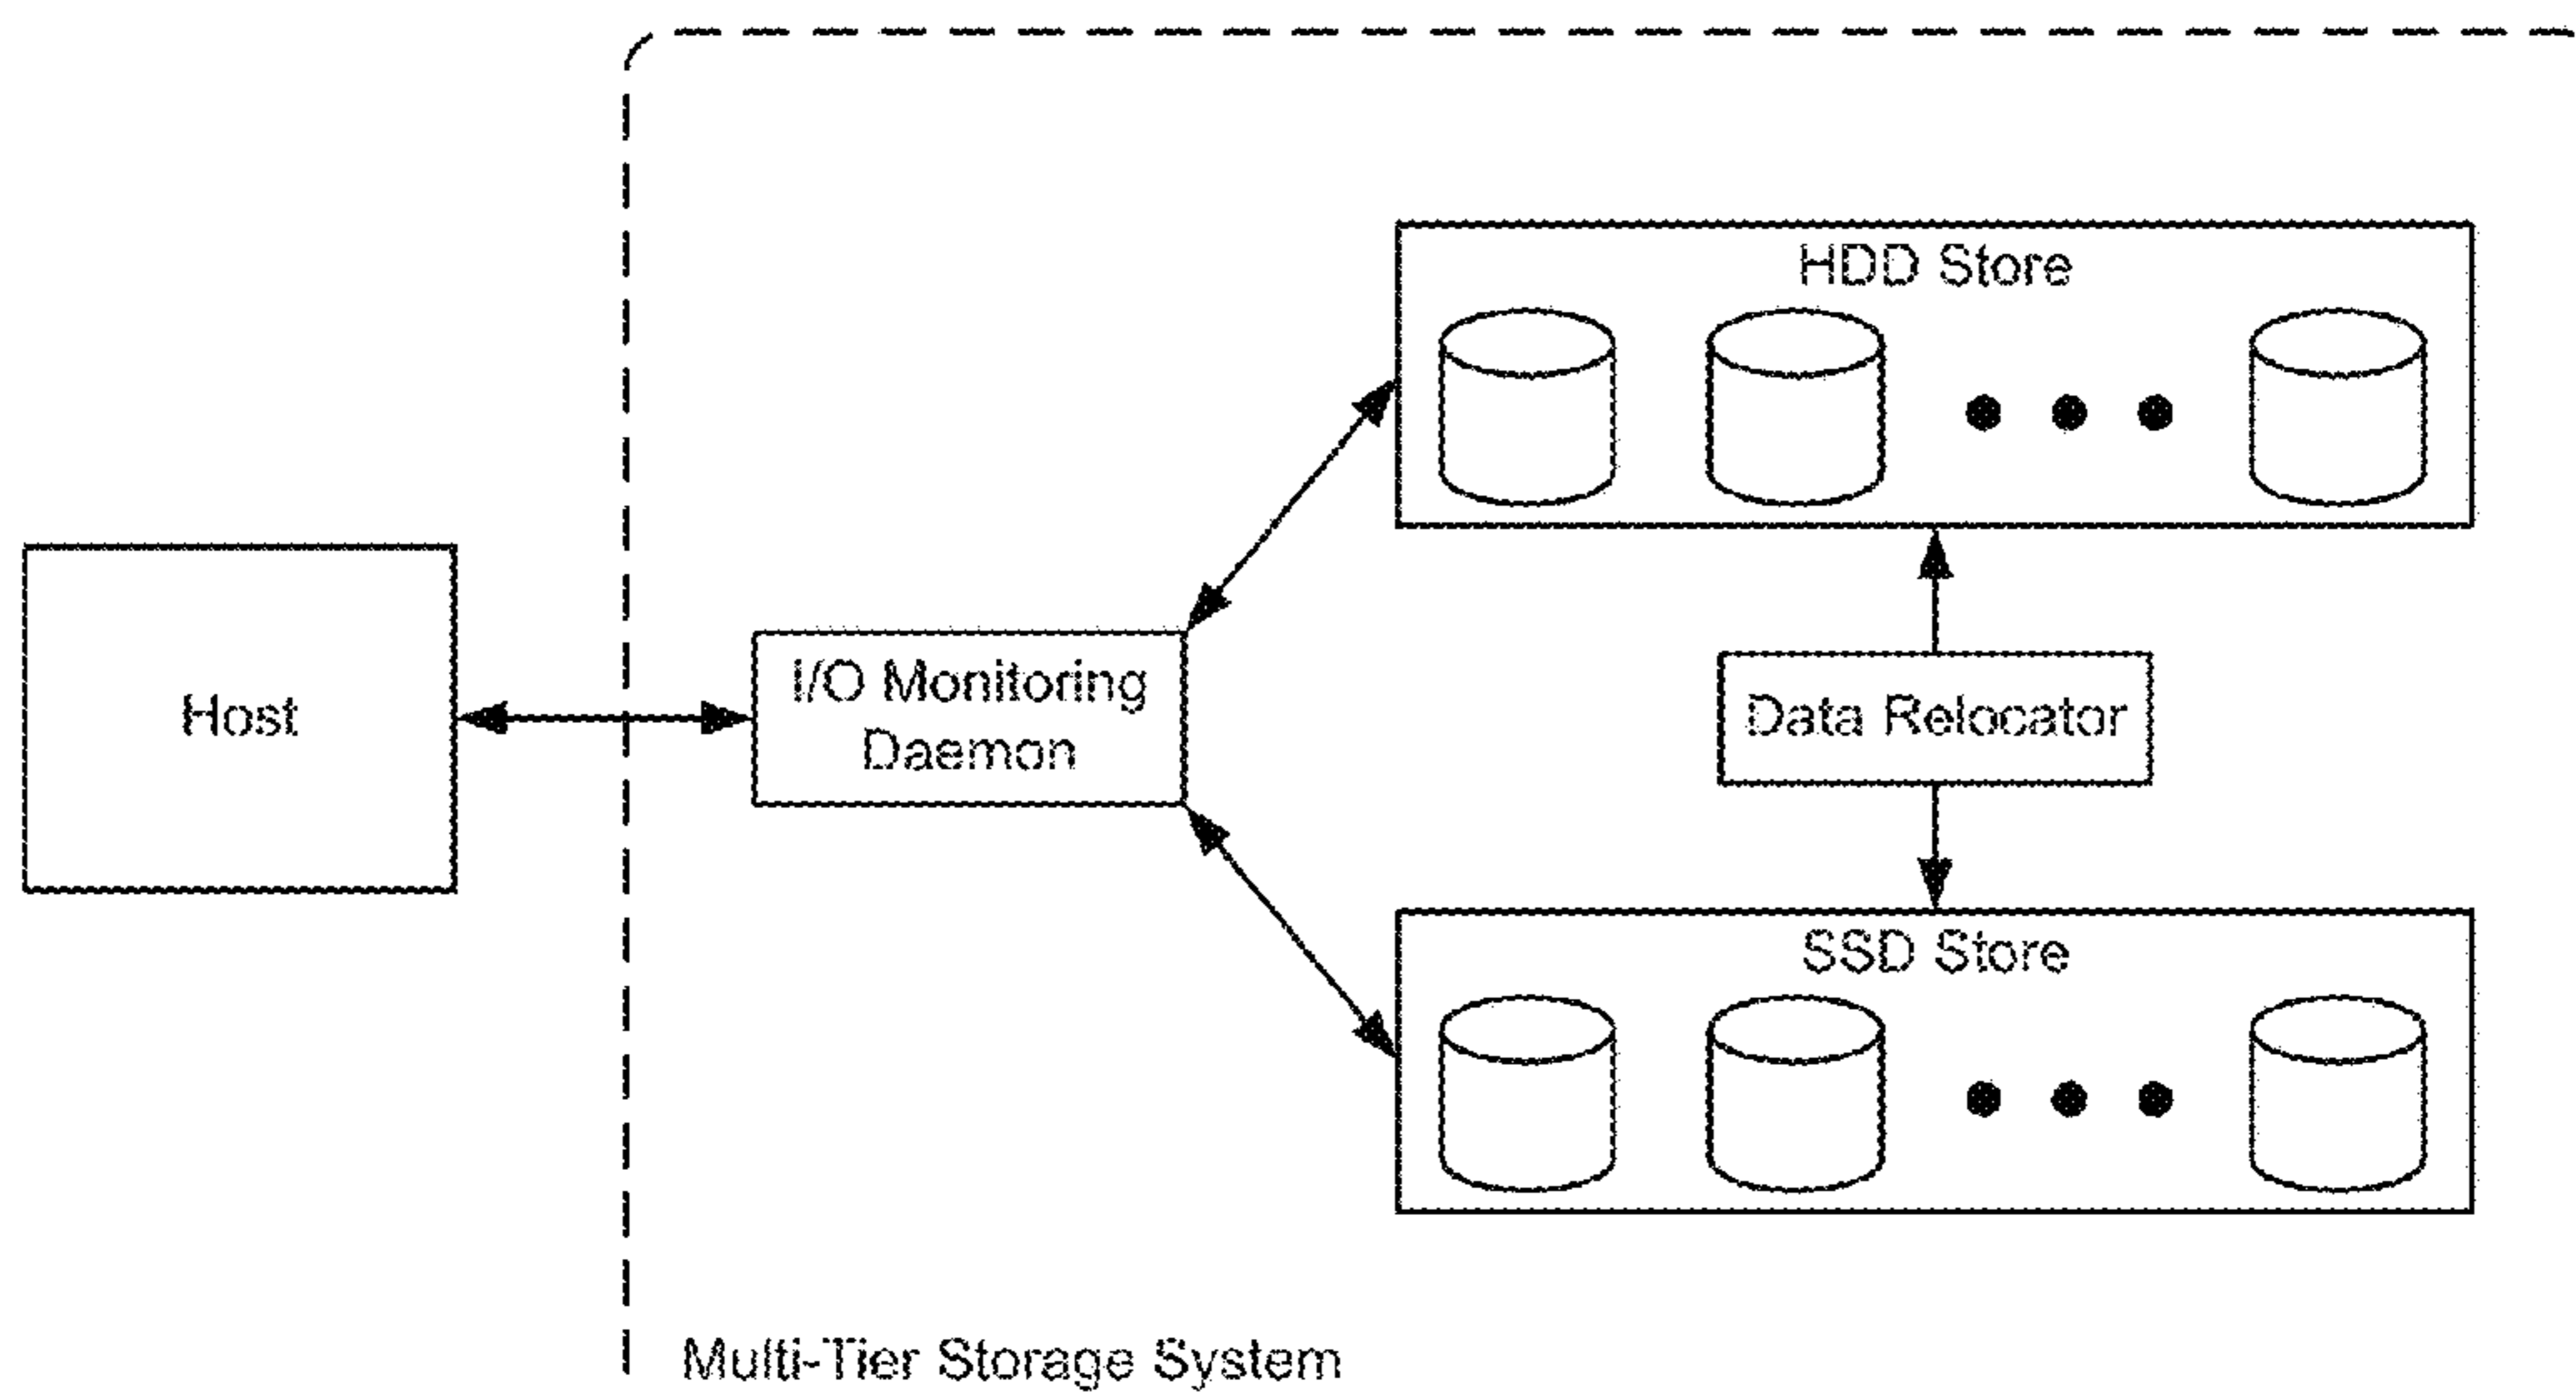 HDD Store
Host
I/O Monitoring
Daemon
Data Relocator
SSD Store
Multi-Tier Storage System